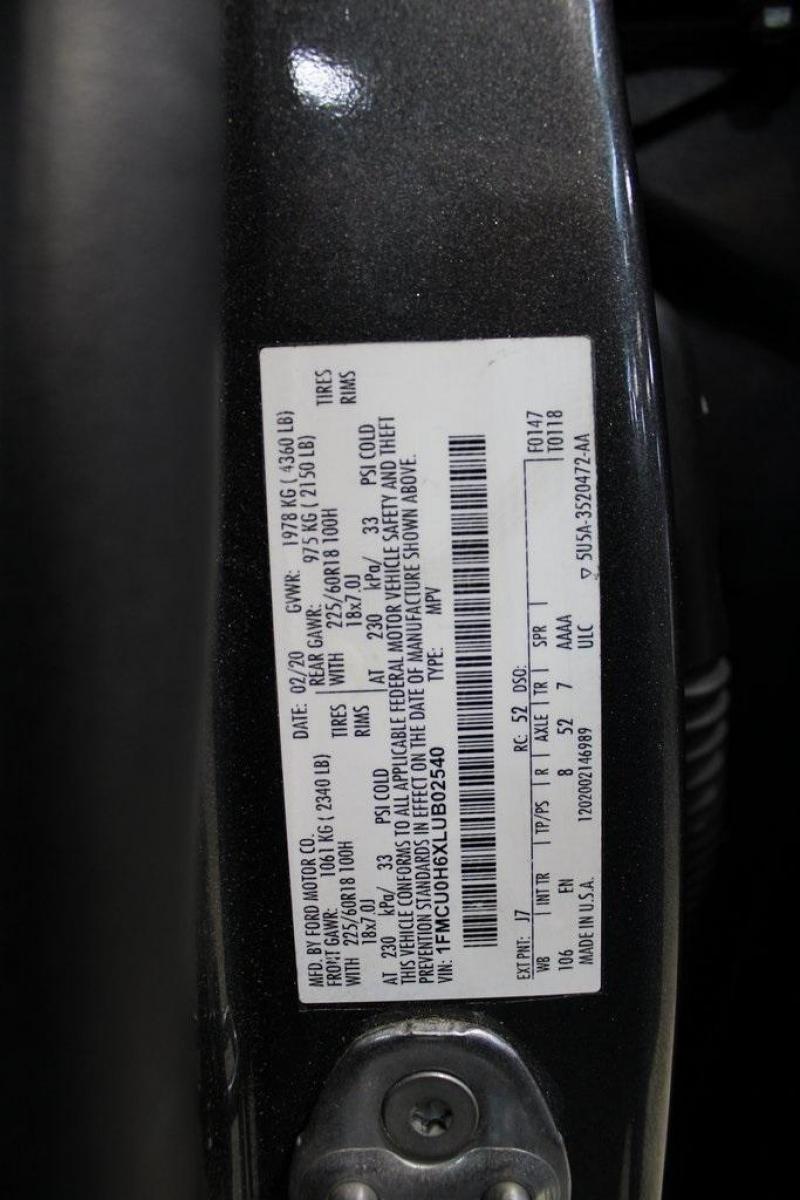 MFD. BY FORD MOTOR CO. DATE: 02/20 GVWR: 1978 KG ( 4360 LB)
FRONT GAWR: 1061 KG ( 2340 LB) REAR GAWR: 975 KG ( 2150 LB)
WITH 225/60R18 100H TIRES WITH 225/60R18 100H TIRES
18x7.0J RIMS 18x7.0J RIMS
AT 230 kPa/ 33 PSI COLD AT 230 kPa/ 33 PSI COLD
THIS VEHICLE CONFORMS TO ALL APPLICABLE FEDERAL MOTOR VEHICLE SAFETY AND THEFT
PREVENTION STANDARDS IN EFFECT ON THE DATE OF MANUFACTURE SHOWN ABOVE.
VIN: 1FMCU0H6XLUB02540 TYPE: MPV
EXT PNT: J7 RC: 52 DSO: F0147
WB INT TR TP/PS R AXLE TR SPR T0118
106 EN 8 52 7 AAAA
MADE IN U.S.A. 1202002146989 ULC ▽ 5U5A-3520472-AA